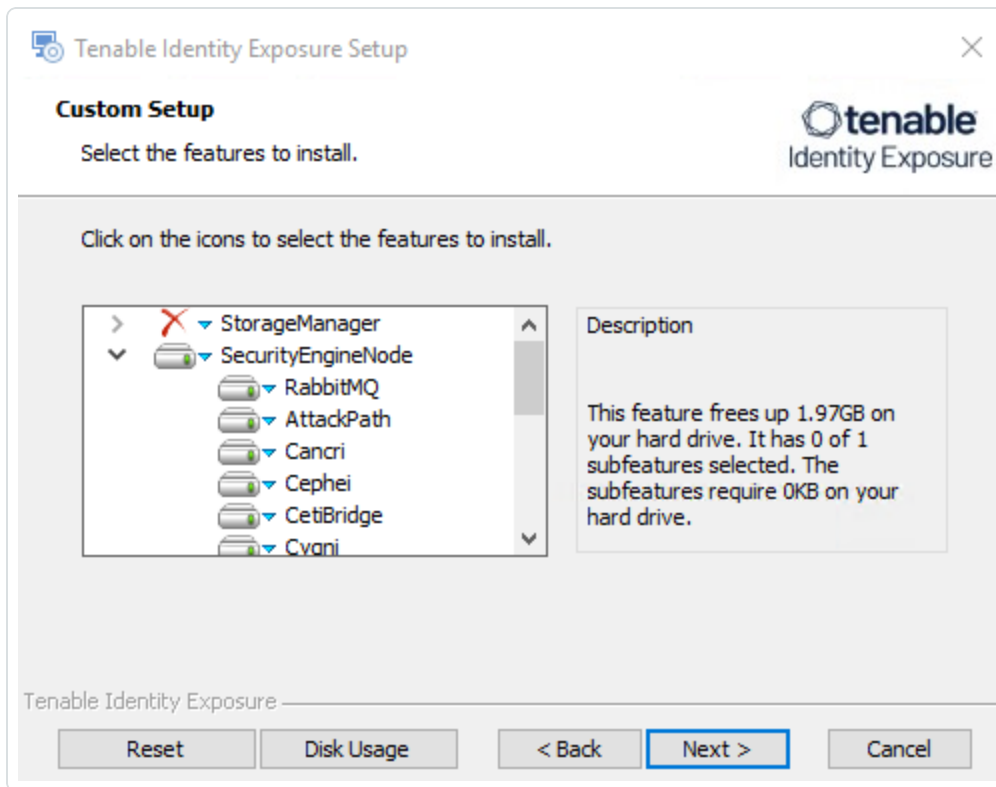 Tenable Identity Exposure Setup
Custom Setup
Select the features to install.
tenable
Identity Exposure
Click on the icons to select the features to install.
StorageManager
SecurityEngineNode
RabbitMQ
AttackPath
Cancri
Cephei
CetiBridge
Cygni
Description
This feature frees up 1.97GB on
your hard drive. It has 0 of 1
subfeatures selected. The
subfeatures require 0KB on your
hard drive.
Tenable Identity Exposure
Reset
Disk Usage
< Back
Next >
Cancel